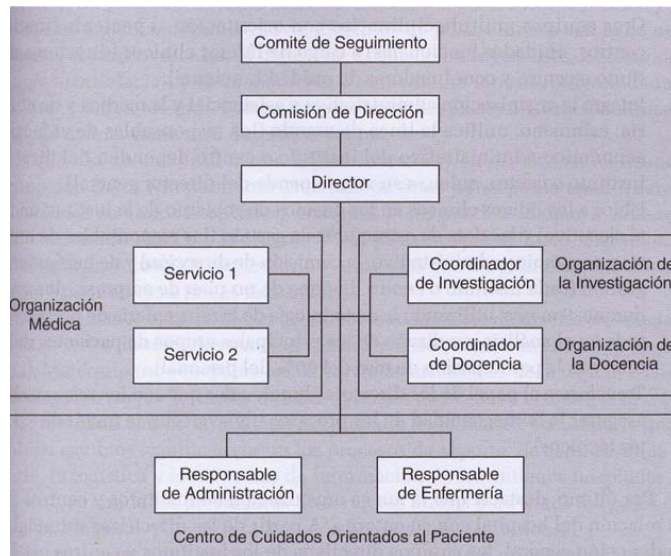 Comité de Seguimiento
Comisión de Dirección
Director
Servicio 1
Coordinador
de Investigación
Organización de
la Investigación
Organización
Médica
Servicio 2
Coordinador
de Docencia
Organización de
la Docencia
Responsable
de Administración
Responsable
de Enfermería
Centro de Cuidados Orientados al Paciente